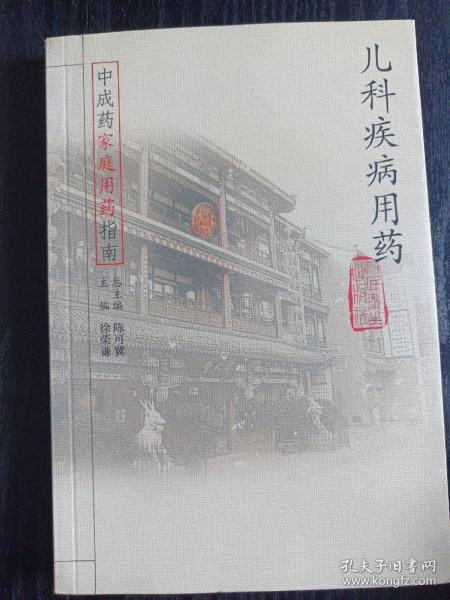 儿科疾病用药
中成药家庭用药指南
总主编 陈可冀
主编 徐荣谦
孔夫子旧书网
www.kongfz.com